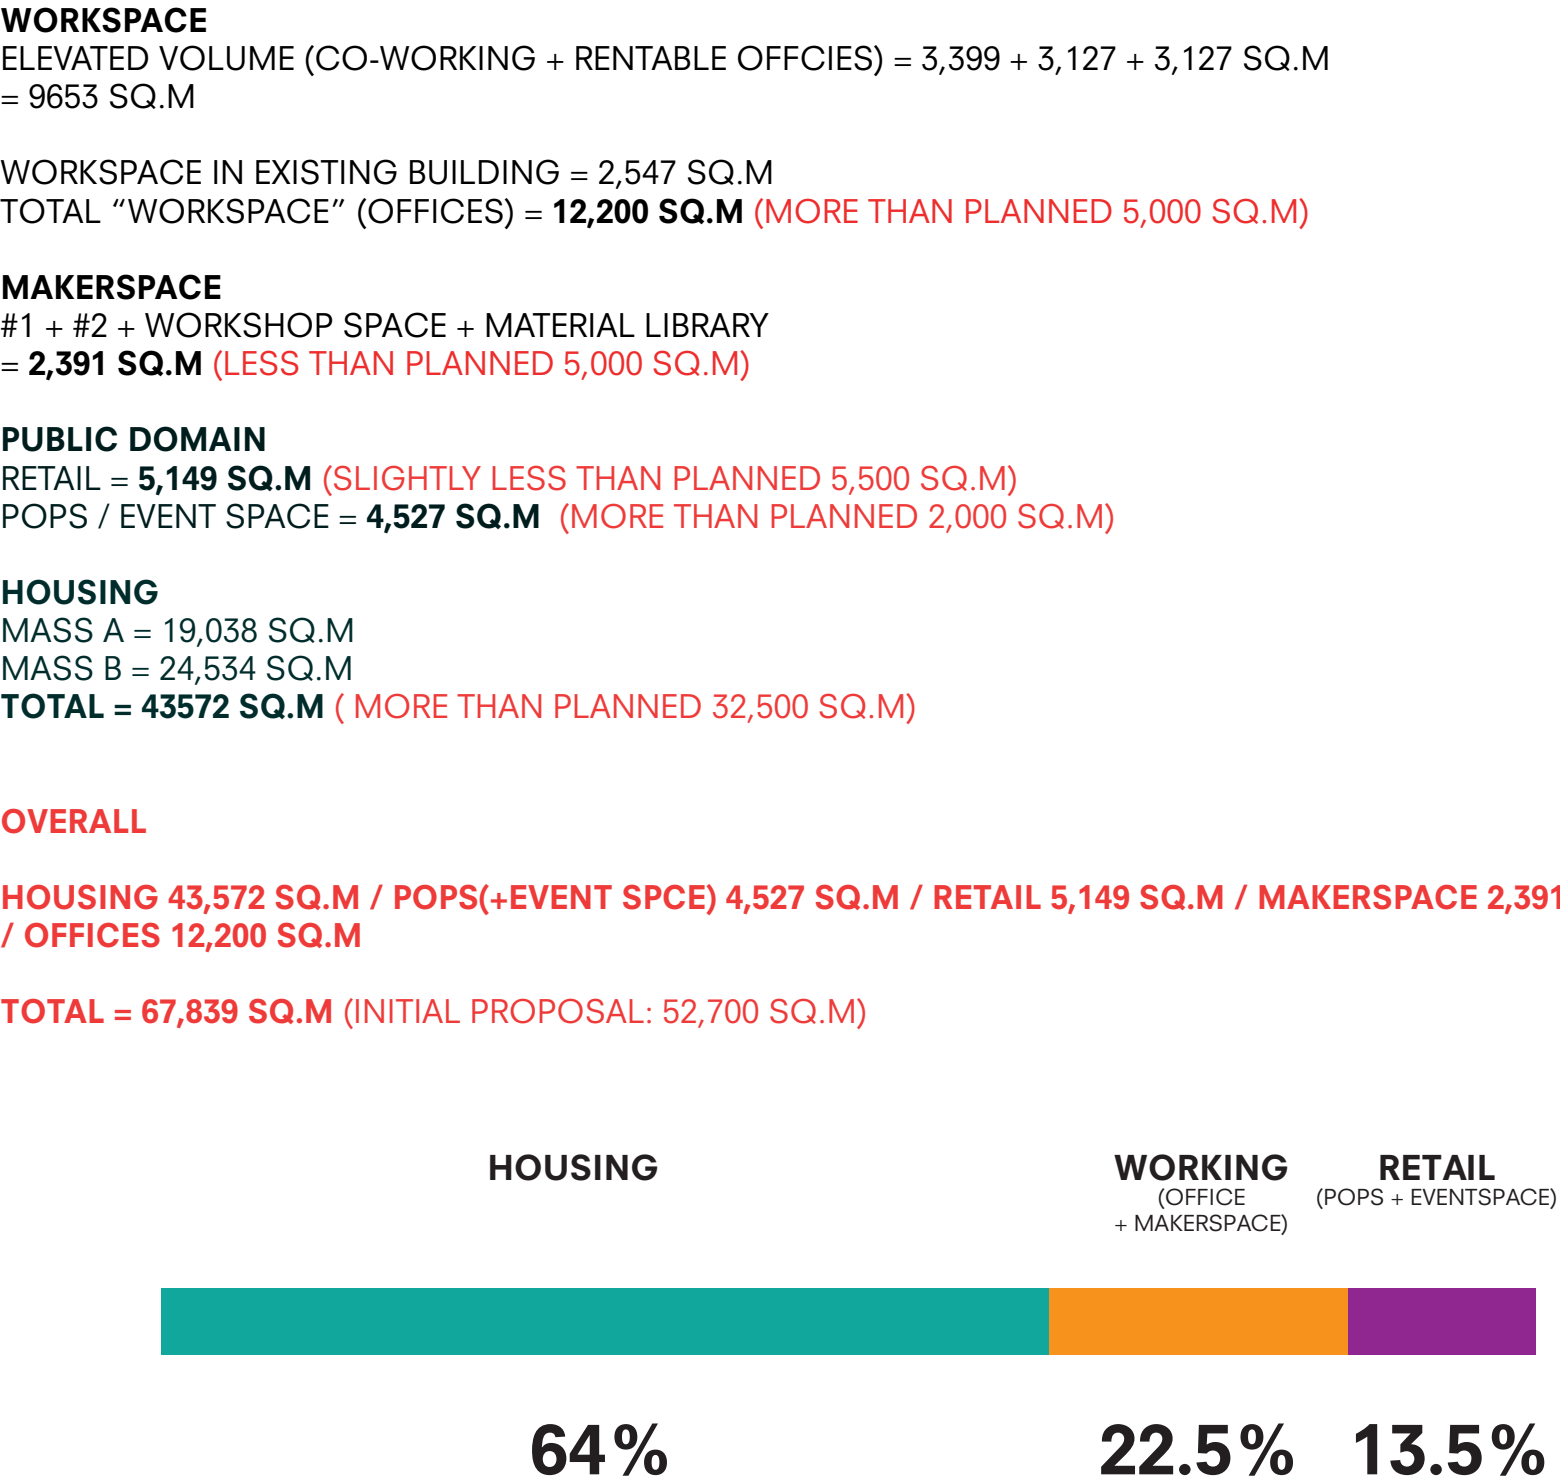 WORKSPACE
ELEVATED VOLUME (CO-WORKING + RENTABLE OFFCIES) = 3,399 + 3,127 + 3,127 SQ.M
= 9653 SQ.M
WORKSPACE IN EXISTING BUILDING = 2,547 SQ.M
TOTAL “WORKSPACE” (OFFICES) = 12,200 SQ.M (MORE THAN PLANNED 5,000 SQ.M)
MAKERSPACE
#1 + #2 + WORKSHOP SPACE + MATERIAL LIBRARY
= 2,391 SQ.M (LESS THAN PLANNED 5,000 SQ.M)
PUBLIC DOMAIN
RETAIL = 5,149 SQ.M (SLIGHTLY LESS THAN PLANNED 5,500 SQ.M)
POPS / EVENT SPACE = 4,527 SQ.M (MORE THAN PLANNED 2,000 SQ.M)
HOUSING
MASS A = 19,038 SQ.M
MASS B = 24,534 SQ.M
TOTAL = 43572 SQ.M ( MORE THAN PLANNED 32,500 SQ.M)
OVERALL
HOUSING 43,572 SQ.M / POPS(+EVENT SPCE) 4,527 SQ.M / RETAIL 5,149 SQ.M / MAKERSPACE 2,391
/ OFFICES 12,200 SQ.M
TOTAL = 67,839 SQ.M (INITIAL PROPOSAL: 52,700 SQ.M)
HOUSING WORKING RETAIL
(OFFICE (POPS + EVENTSPACE)
+ MAKERSPACE)
64% 22.5% 13.5%